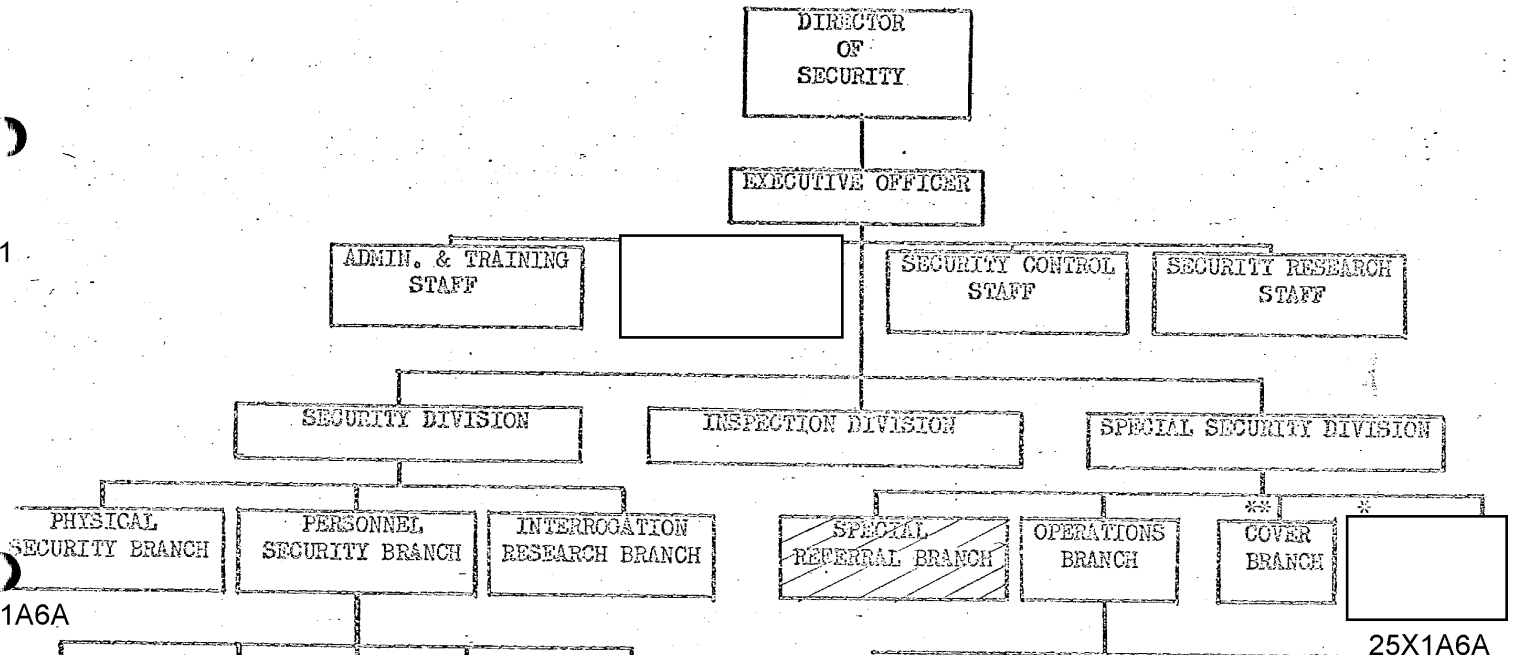 DIRECTOR
OF
SECURITY
EXECUTIVE OFFICER
1
ADMIN. & TRAINING
STAFF
SECURITY CONTROL
STAFF
SECURITY RESEARCH
STAFF
SECURITY DIVISION
INSPECTION DIVISION
SPECIAL SECURITY DIVISION
PHYSICAL
SECURITY BRANCH
PERSONNEL
SECURITY BRANCH
INTERROGATION
RESEARCH BRANCH
SPECIAL
REFERRAL BRANCH
OPERATIONS
BRANCH
**
COVER
BRANCH
*
1A6A
25X1A6A